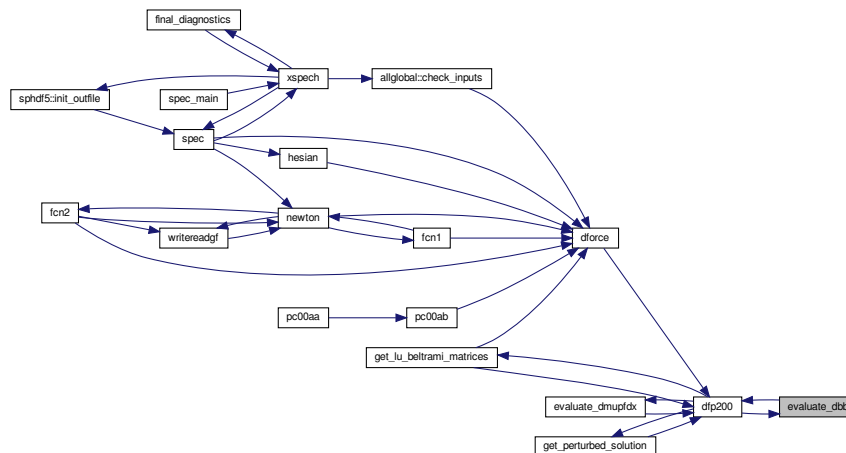 final_diagnostics
xspech
allglobal::check_inputs
sphdf5::init_outfile
spec_main
spec
hesian
fcn2
newton
writereadgf
fcn1
dforce
pc00aa
pc00ab
get_lu_beltrami_matrices
evaluate_dmupfdx
dfp200
evaluate_dbb
get_perturbed_solution